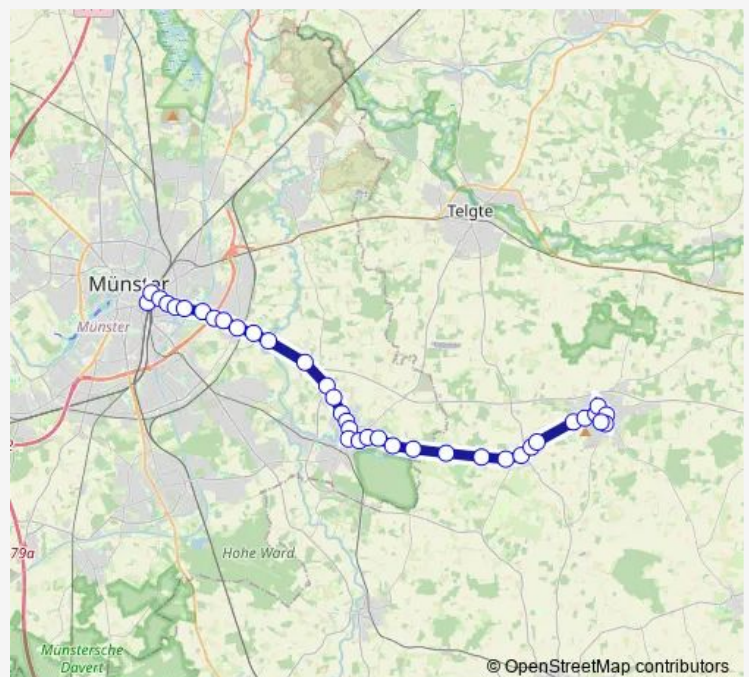 Telgte
Münster
Münster
Hohe Ward
79a
Münstersche
Davert
© OpenStreetMap contributors